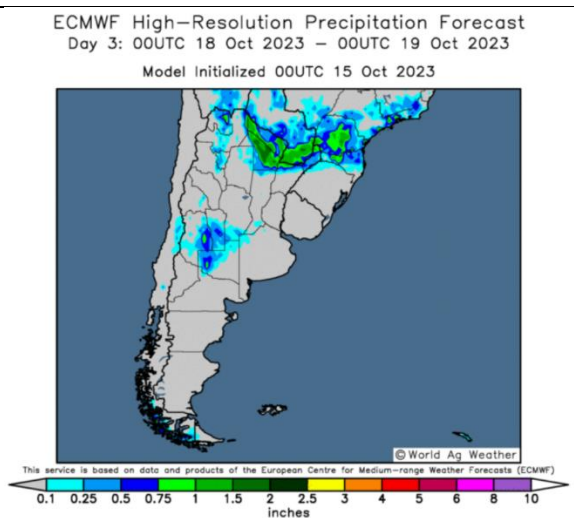 ECMWF High-Resolution Precipitation Forecast
Day 3: 00UTC 18 Oct 2023 – 00UTC 19 Oct 2023
Model Initialized 00UTC 15 Oct 2023
©World Ag Weather
This service is based on data and products of the European Centre for Medium-range Weather Forecasts (ECMWF)
0.1 0.25 0.5 0.75 1 1.5 2 2.5 3 4 5 6 8 10
inches